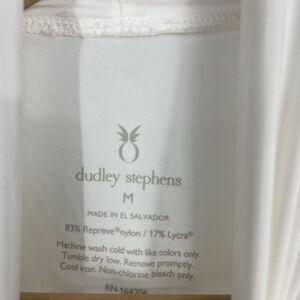 dudley stephens
M
MADE IN EL SALVADOR
83% Repreve® nylon / 17% Lycra®
Machine wash cold with like colors only.
Tumble dry low. Remove promptly.
Cool iron. Non-chlorine bleach only.
RN